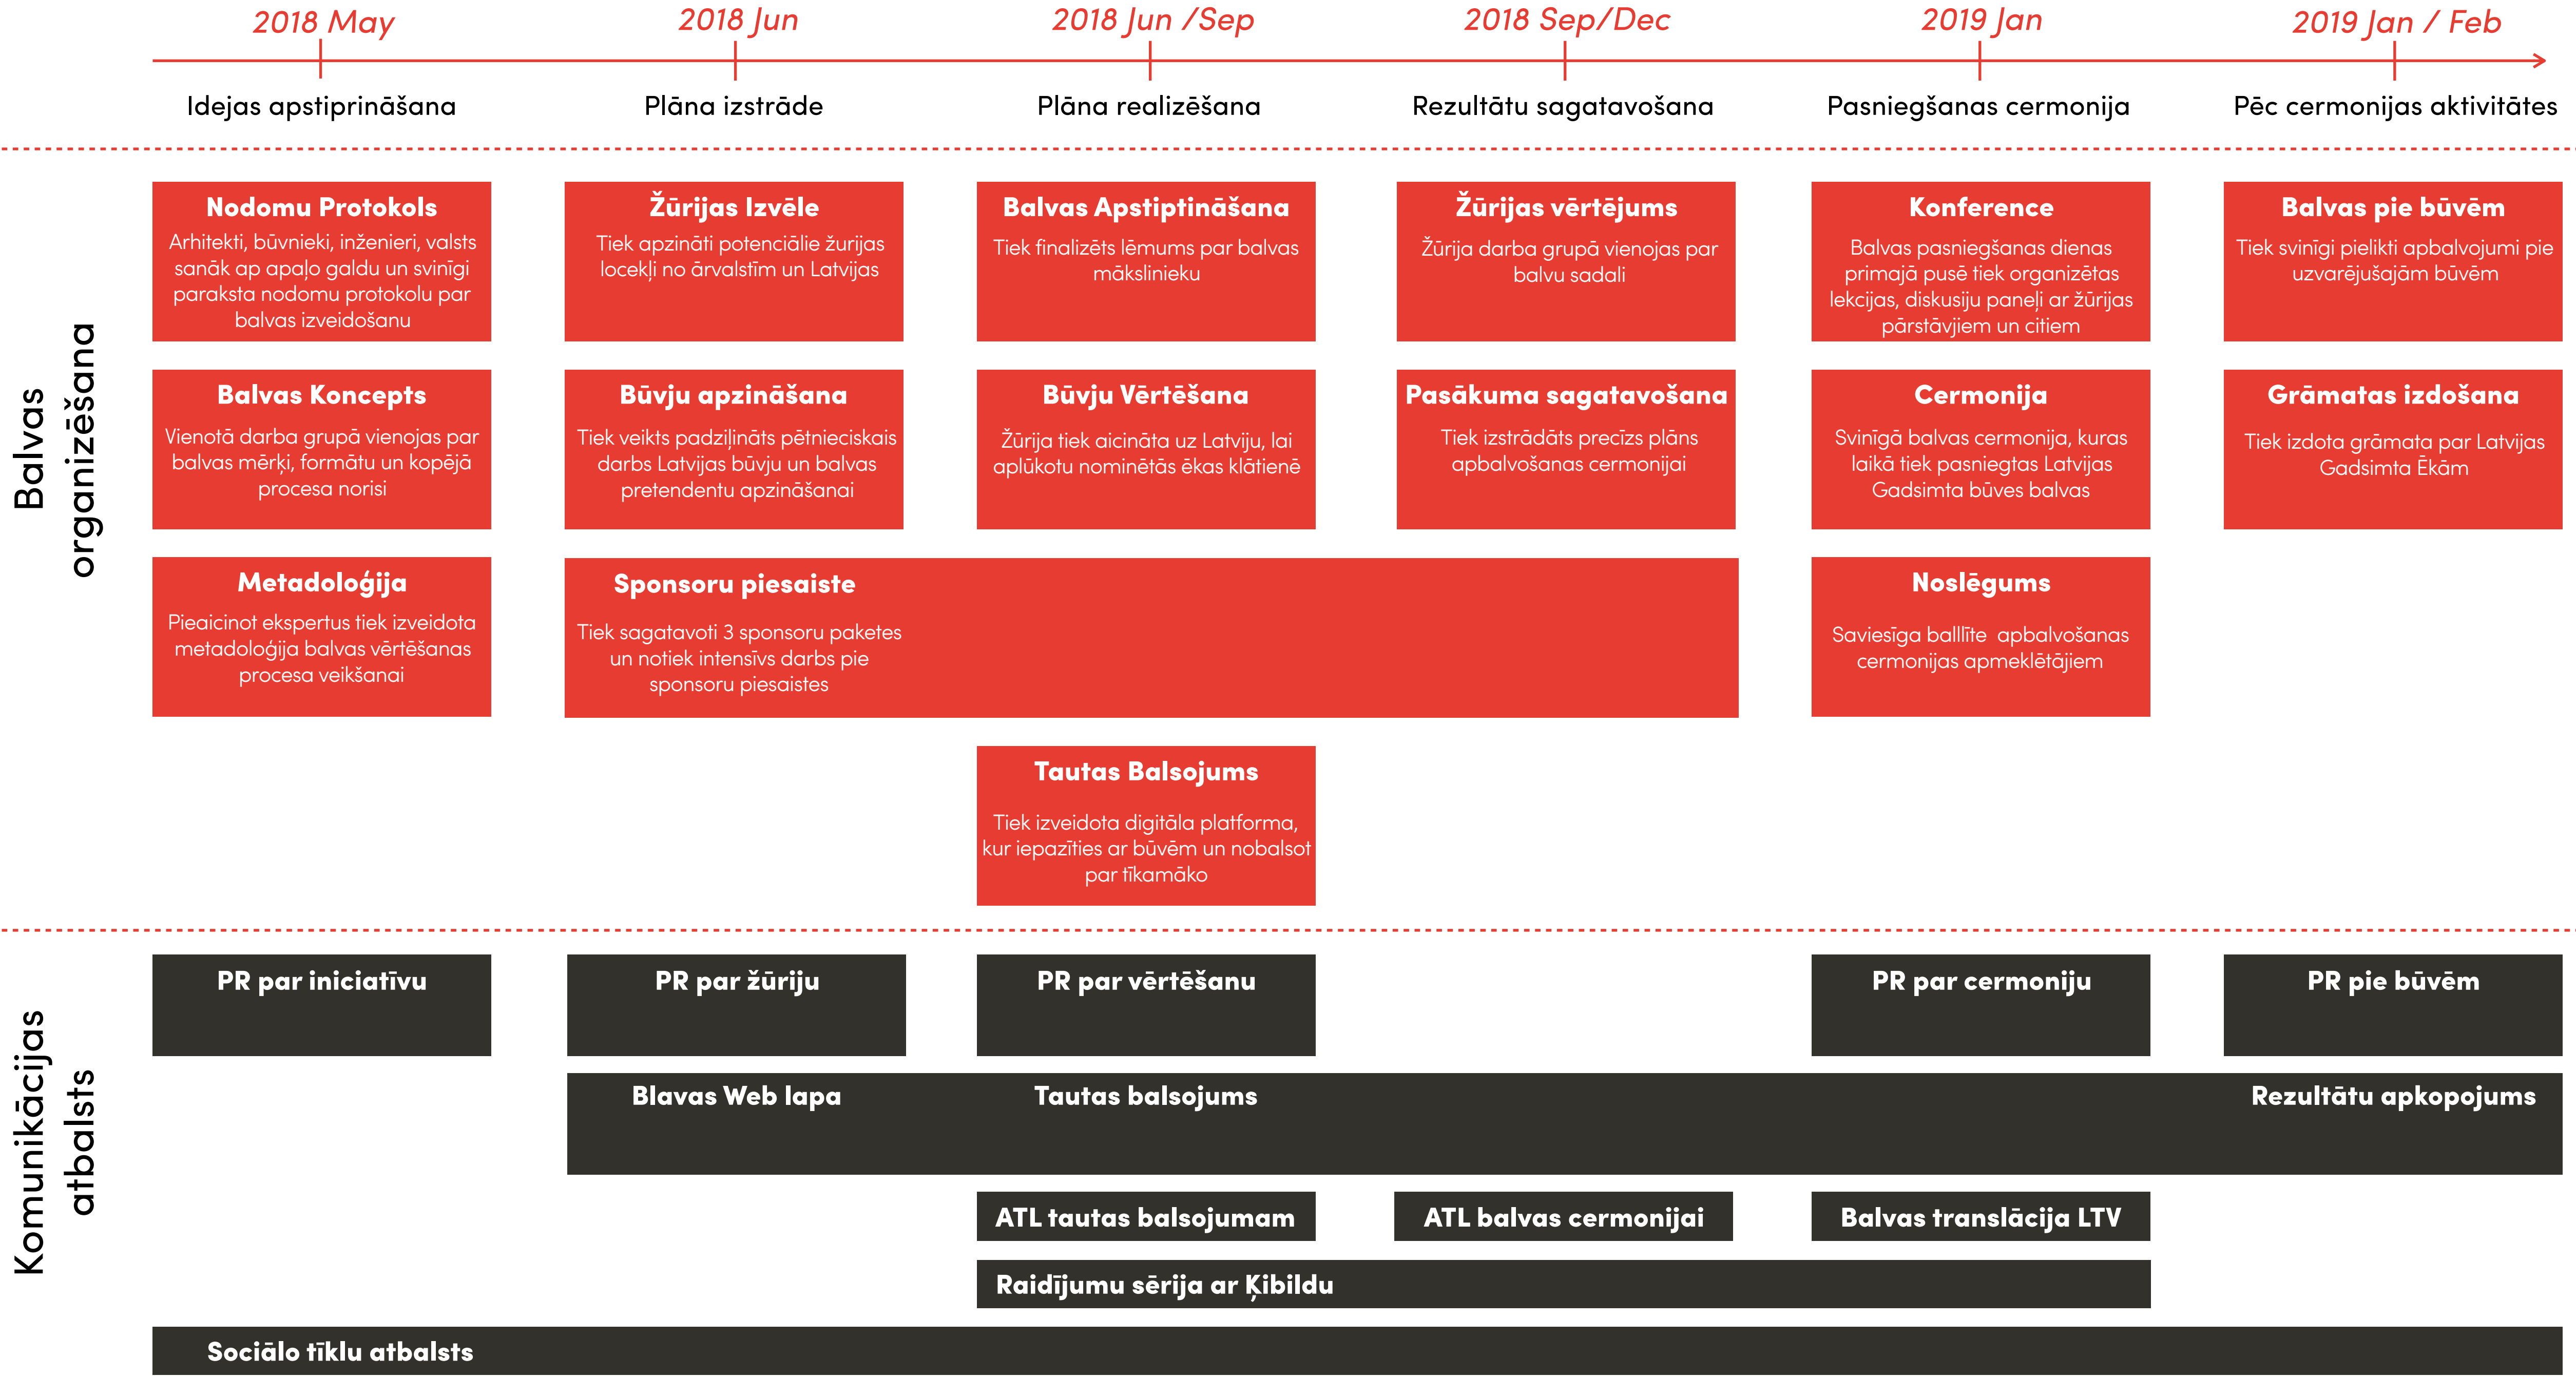 2018 May
2018 Jun
2018 Jun /Sep
2018 Sep/Dec
2019 Jan
2019 Jan / Feb
Idejas apstiprināšana
Plāna izstrāde
Plāna realizēšana
Rezultātu sagatavošana
Pasniegšanas cermonija
Pēc cermonijas aktivitātes
Balvas
organizēšana
Nodomu Protokols
Arhitekti, būvnieki, inženieri, valsts
sanāk ap apaļo galdu un svinīgi
paraksta nodomu protokolu par
balvas izveidošanu
Žūrijas Izvēle
Tiek apzināti potenciālie žurijas
locekļi no ārvalstīm un Latvijas
Balvas Apstiptināšana
Tiek finalizēts lēmums par balvas
mākslinieku
Žūrijas vērtējums
Žūrija darba grupā vienojas par
balvu sadali
Konference
Balvas pasniegšanas dienas
primajā pusē tiek organizētas
lekcijas, diskusiju paneļi ar žūrijas
pārstāvjiem un citiem
Balvas pie būvēm
Tiek svinīgi pielikti apbalvojumi pie
uzvarējušajām būvēm
Balvas Koncepts
Vienotā darba grupā vienojas par
balvas mērķi, formātu un kopējā
procesa norisi
Būvju apzināšana
Tiek veikts padziļināts pētnieciskais
darbs Latvijas būvju un balvas
pretendentu apzināšanai
Būvju Vērtēšana
Žūrija tiek aicināta uz Latviju, lai
aplūkotu nominētās ēkas klātienē
Pasākuma sagatavošana
Tiek izstrādāts precīzs plāns
apbalvošanas cermonijai
Cermonija
Svinīgā balvas cermonija, kuras
laikā tiek pasniegtas Latvijas
Gadsimta būves balvas
Grāmatas izdošana
Tiek izdota grāmata par Latvijas
Gadsimta Ēkām
Metadoloģija
Pieaicinot ekspertus tiek izveidota
metadoloģija balvas vērtēšanas
procesa veikšanai
Sponsoru piesaiste
Tiek sagatavoti 3 sponsoru paketes
un notiek intensīvs darbs pie
sponsoru piesaistes
Noslēgums
Saviesīga balllīte apbalvošanas
cermonijas apmeklētājiem
Tautas Balsojums
Tiek izveidota digitāla platforma,
kur iepazīties ar būvēm un nobalsot
par tīkamāko
Komunikācijas
atbalsts
PR par iniciatīvu
PR par žūriju
PR par vērtēšanu
PR par cermoniju
PR pie būvēm
Blavas Web lapa
Tautas balsojums
Rezultātu apkopojums
ATL tautas balsojumam
ATL balvas cermonijai
Balvas translācija LTV
Raidījumu sērija ar Ķibildu
Sociālo tīklu atbalsts